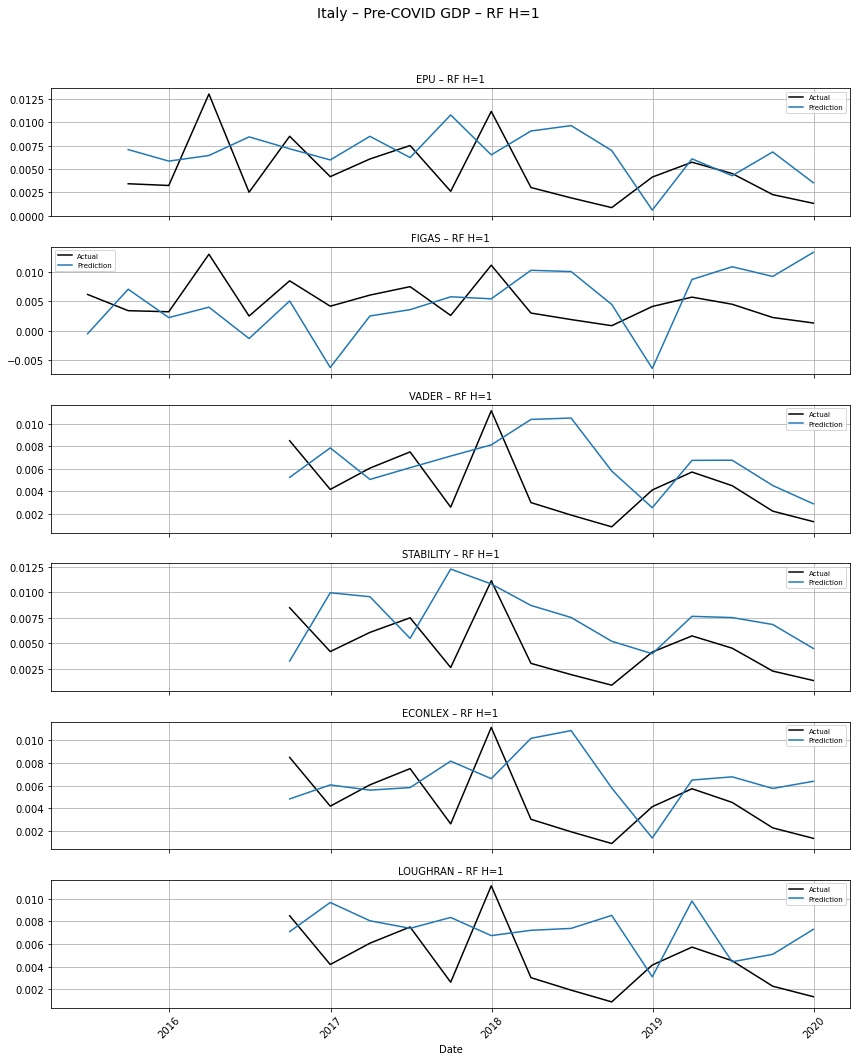 Italy – Pre-COVID GDP – RF H=1
EPU – RF H=1
0.0125
0.0100
0.0075
0.0050
0.0025
0.0000
Actual
Prediction
FIGAS – RF H=1
0.010
0.005
0.000
−0.005
Actual
Prediction
VADER – RF H=1
0.010
0.008
0.006
0.004
0.002
Actual
Prediction
STABILITY – RF H=1
0.0125
0.0100
0.0075
0.0050
0.0025
Actual
Prediction
ECONLEX – RF H=1
0.010
0.008
0.006
0.004
0.002
Actual
Prediction
LOUGHRAN – RF H=1
0.010
0.008
0.006
0.004
0.002
Actual
Prediction
2016 2017 2018 2019 2020
Date